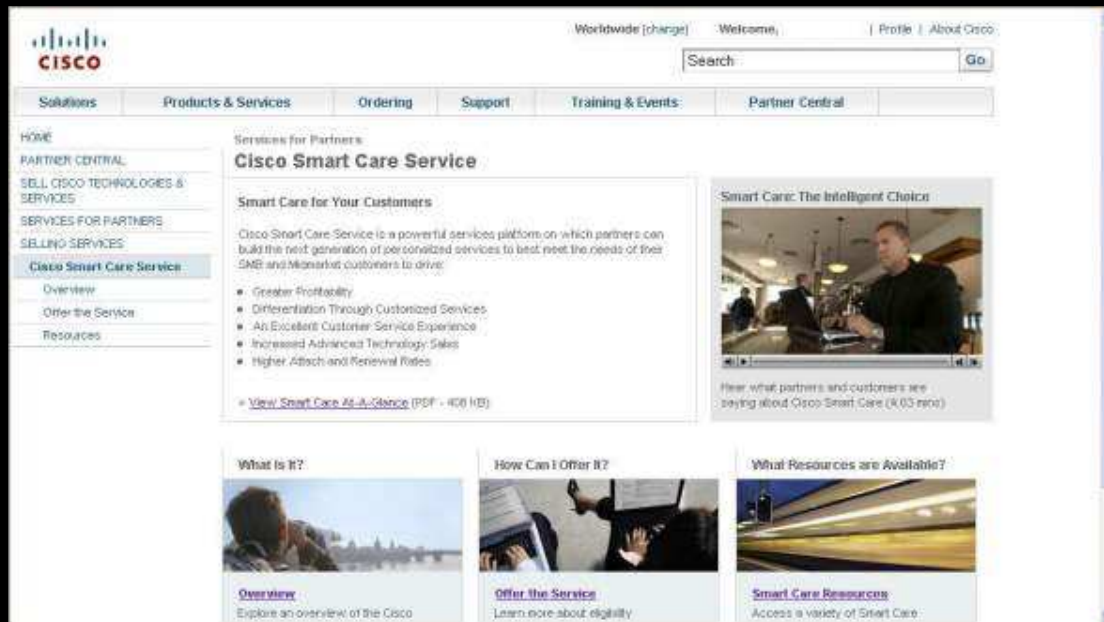 Worldwide [change] Welcome, | Profile | About Cisco
CISCO
Search Go
Solutions Products & Services Ordering Support Training & Events Partner Central
HOME
PARTNER CENTRAL
SELL CISCO TECHNOLOGIES &
SERVICES
SERVICES FOR PARTNERS
SELLING SERVICES
Cisco Smart Care Service
Overview
Offer the Service
Resources
Services for Partners
Cisco Smart Care Service
Smart Care for Your Customers
Cisco Smart Care Service is a powerful services platform on which partners can
build the next generation of personalized services to best meet the needs of their
SMB and Midmarket customers to drive:
• Greater Profitability
• Differentiation Through Customized Services
• An Excellent Customer Service Experience
• Increased Advanced Technology Sales
• Higher Attach and Renewal Rates
» View Smart Care At-A-Glance (PDF - 408 KB)
Smart Care: The Intelligent Choice
Hear what partners and customers are
saying about Cisco Smart Care (4:03 mins)
What Is It?
Overview
Explore an overview of the Cisco
How Can I Offer It?
Offer the Service
Learn more about eligibility
What Resources are Available?
Smart Care Resources
Access a variety of Smart Care